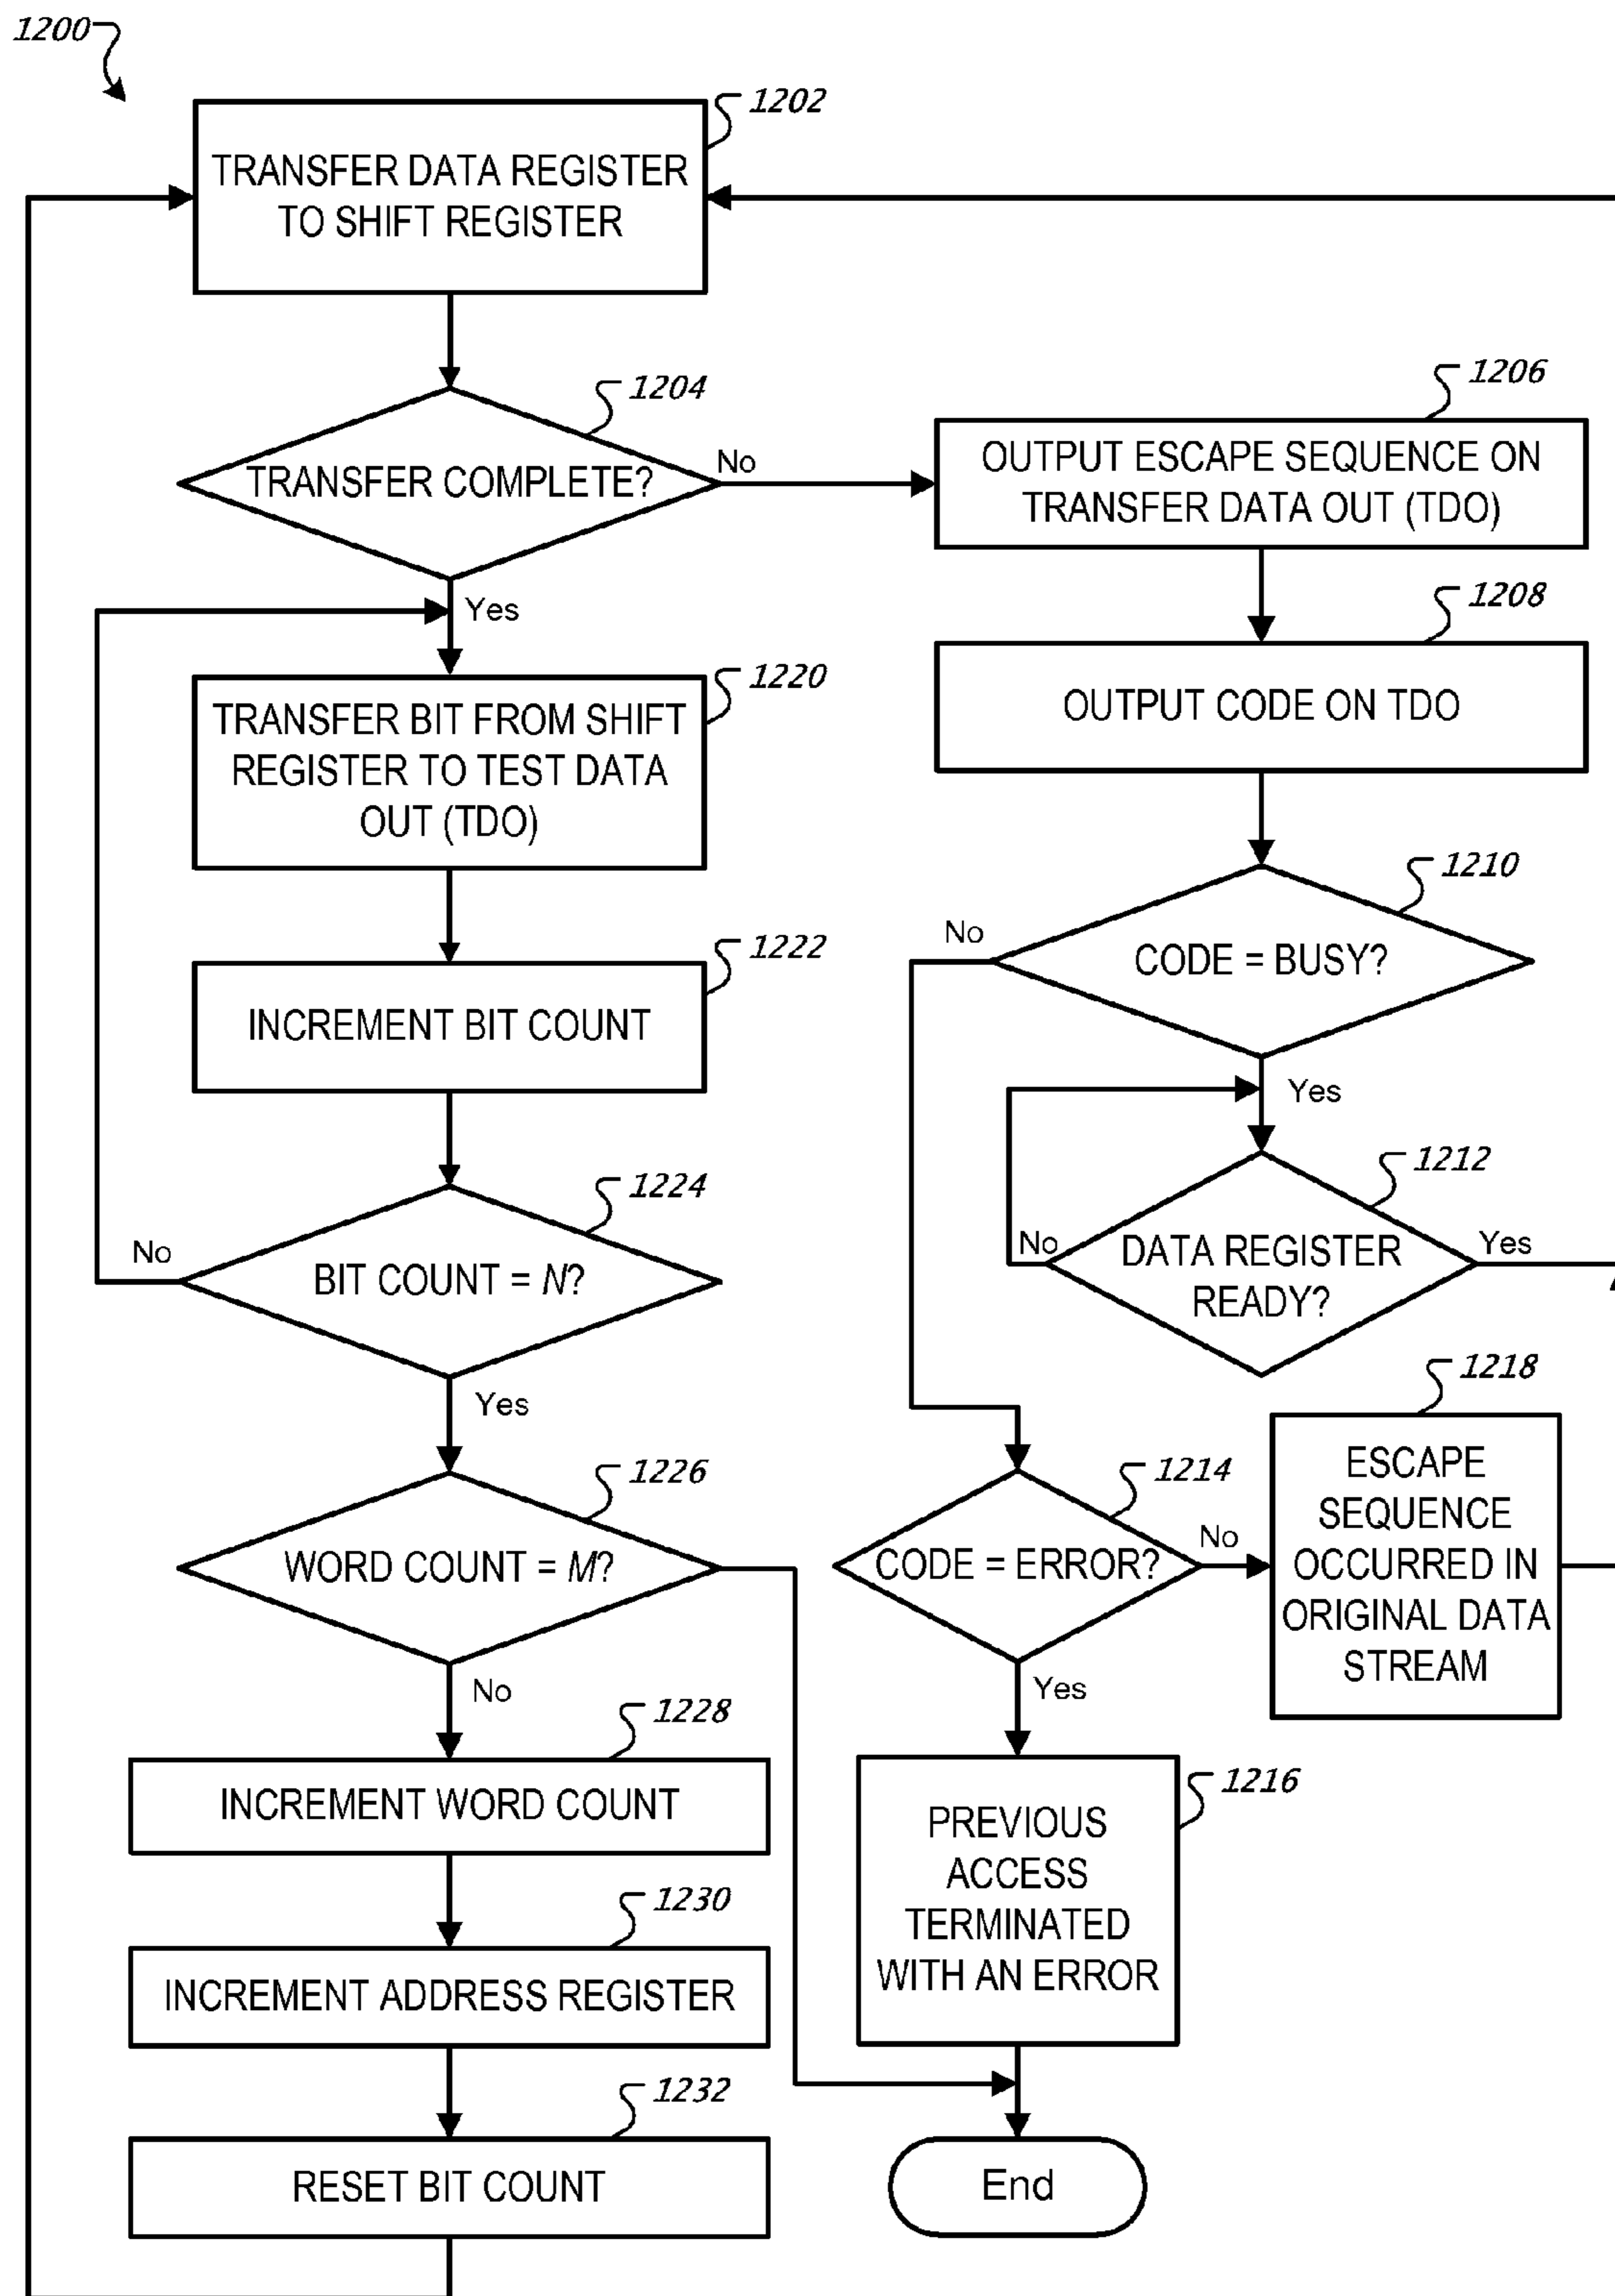 1200
1202
TRANSFER DATA REGISTER
TO SHIFT REGISTER
1204
TRANSFER COMPLETE?
No
Yes
1206
OUTPUT ESCAPE SEQUENCE ON
TRANSFER DATA OUT (TDO)
1208
OUTPUT CODE ON TDO
1210
CODE = BUSY?
No
Yes
1212
DATA REGISTER
READY?
No
Yes
1214
CODE = ERROR?
No
Yes
1218
ESCAPE
SEQUENCE
OCCURRED IN
ORIGINAL DATA
STREAM
1216
PREVIOUS
ACCESS
TERMINATED
WITH AN ERROR
1220
TRANSFER BIT FROM SHIFT
REGISTER TO TEST DATA
OUT (TDO)
1222
INCREMENT BIT COUNT
1224
BIT COUNT = N?
No
Yes
1226
WORD COUNT = M?
No
1228
INCREMENT WORD COUNT
1230
INCREMENT ADDRESS REGISTER
1232
RESET BIT COUNT
End